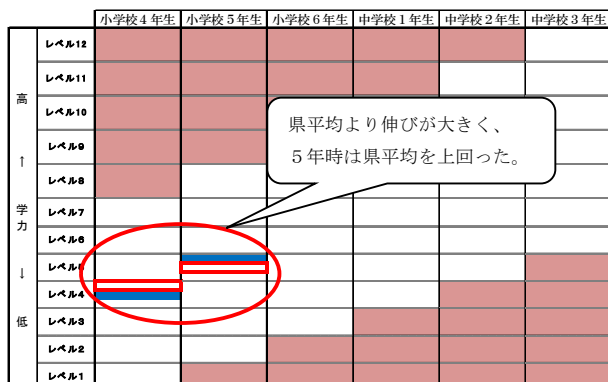 小学校4年生 小学校5年生 小学校6年生 中学校1年生 中学校2年生 中学校3年生
高
↑
学
力
↓
低
レベル12
レベル11
レベル10
レベル9
レベル8
レベル7
レベル6
レベル5
レベル4
レベル3
レベル2
レベル1
県平均より伸びが大きく、
5年時は県平均を上回った。